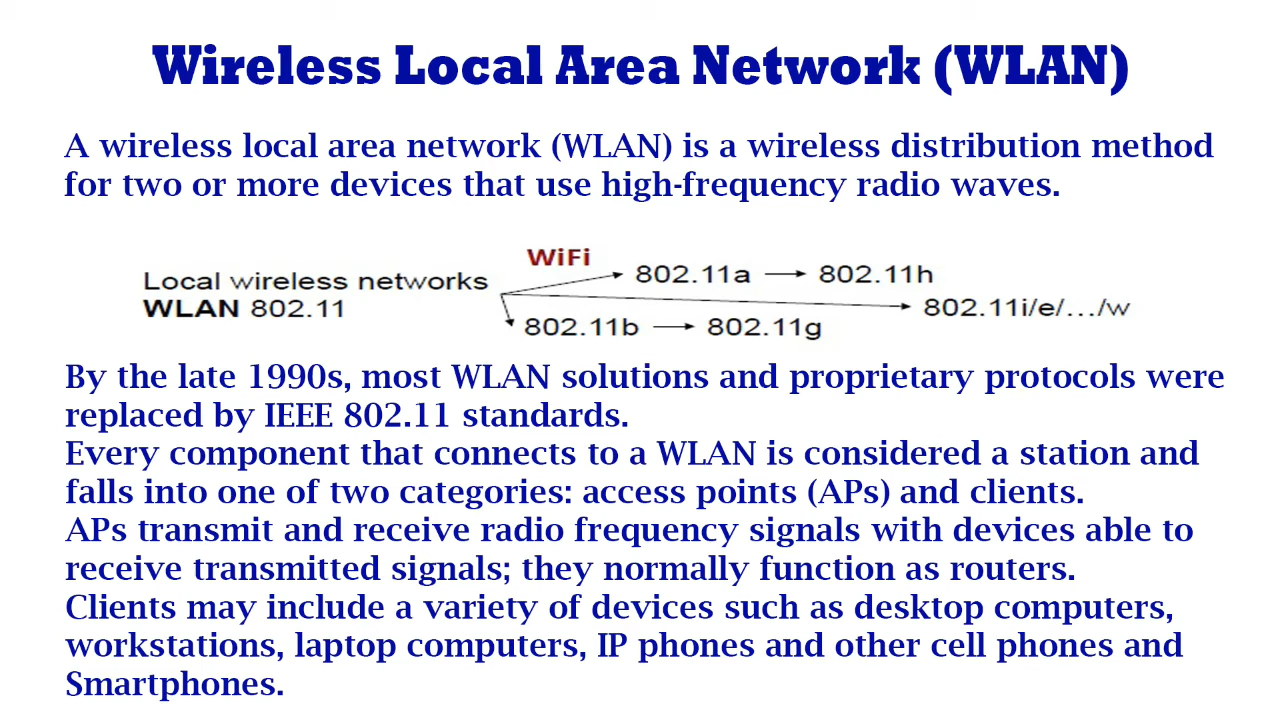 Wireless Local Area Network (WLAN)
A wireless local area network (WLAN) is a wireless distribution method
for two or more devices that use high-frequency radio waves.
WiFi
Local wireless networks
WLAN 802.11
802.11a
802.11h
802.11i/e/…/w
802.11b
802.11g
By the late 1990s, most WLAN solutions and proprietary protocols were
replaced by IEEE 802.11 standards.
Every component that connects to a WLAN is considered a station and
falls into one of two categories: access points (APs) and clients.
APs transmit and receive radio frequency signals with devices able to
receive transmitted signals; they normally function as routers.
Clients may include a variety of devices such as desktop computers,
workstations, laptop computers, IP phones and other cell phones and
Smartphones.